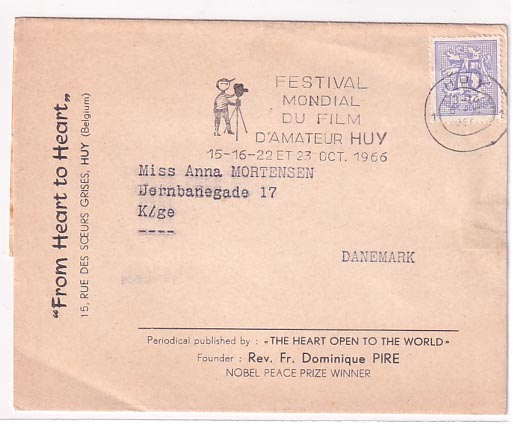 FESTIVAL
MONDIAL
DU FILM
D'AMATEUR HUY
15-16-22 ET 23 OCT. 1966
Miss Anna MORTENSEN
Jernbanegade 17
K/ge
----
DANEMARK
"From Heart to Heart„
15, RUE DES SŒURS GRISES, HUY (Belgium)
Periodical published by : «THE HEART OPEN TO THE WORLD»
Founder : Rev. Fr. Dominique PIRE
NOBEL PEACE PRIZE WINNER